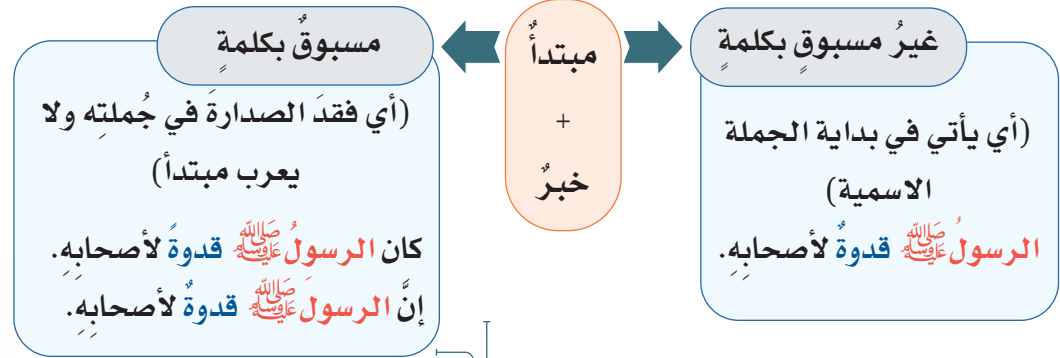 مبتدأٌ
+
خبرٌ
غيرُ مسبوقٍ بكلمةٍ
(أي يأتي في بداية الجملة
الاسمية)
الرسولُ ﷺ قدوةٌ لأصحابِهِ.
مسبوقٌ بكلمةٍ
(أي فقدَ الصدارةَ في جُملتِه ولا
يعرب مبتدأ)
كان الرسولُ ﷺ قدوةً لأصحابِهِ.
إنَّ الرسولَ ﷺ قدوةٌ لأصحابِهِ.